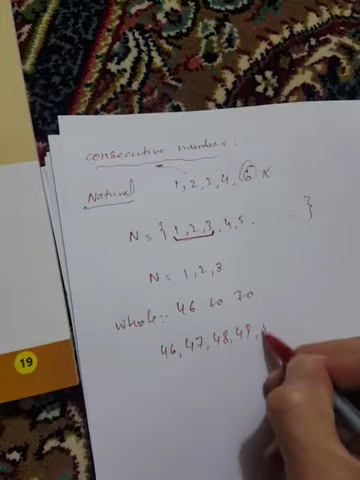 consecutive number:
Natural 1, 2, 3, 4, 6 ×
N = { 1, 2, 3, 4, 5 . . . . . }
N = 1, 2, 3
whole:- 46 to 70
46, 47, 48, 49,
19